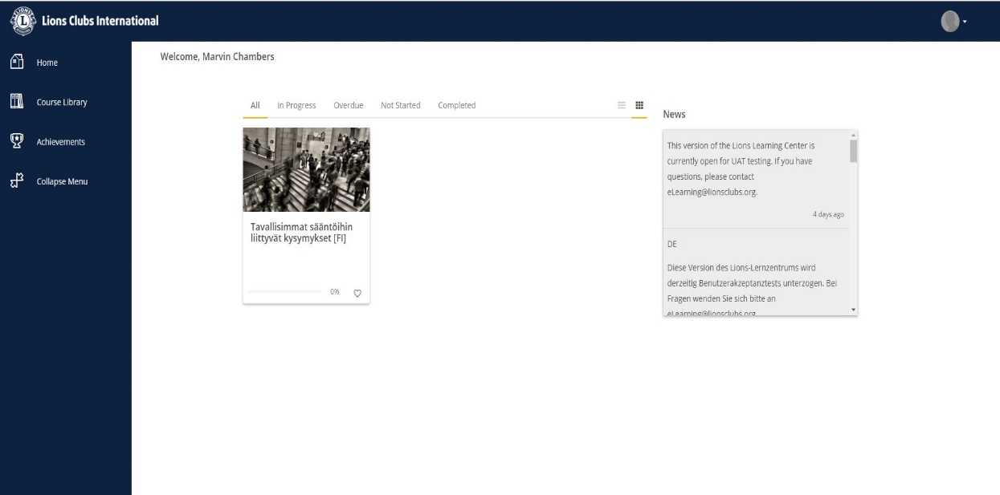 Lions Clubs International
Home
Course Library
Achievements
Collapse Menu
Welcome, Marvin Chambers
All In Progress Overdue Not Started Completed
Tavallisimmat sääntöihin
liittyvät kysymykset [FI]
0%
News
This version of the Lions Learning Center is
currently open for UAT testing. If you have
questions, please contact
eLearning@lionsclubs.org.
4 days ago
DE
Diese Version des Lions-Lernzentrums wird
derzeitig Benutzerakzeptanztests unterzogen. Bei
Fragen wenden Sie sich bitte an
eLearning@lionsclubs.org